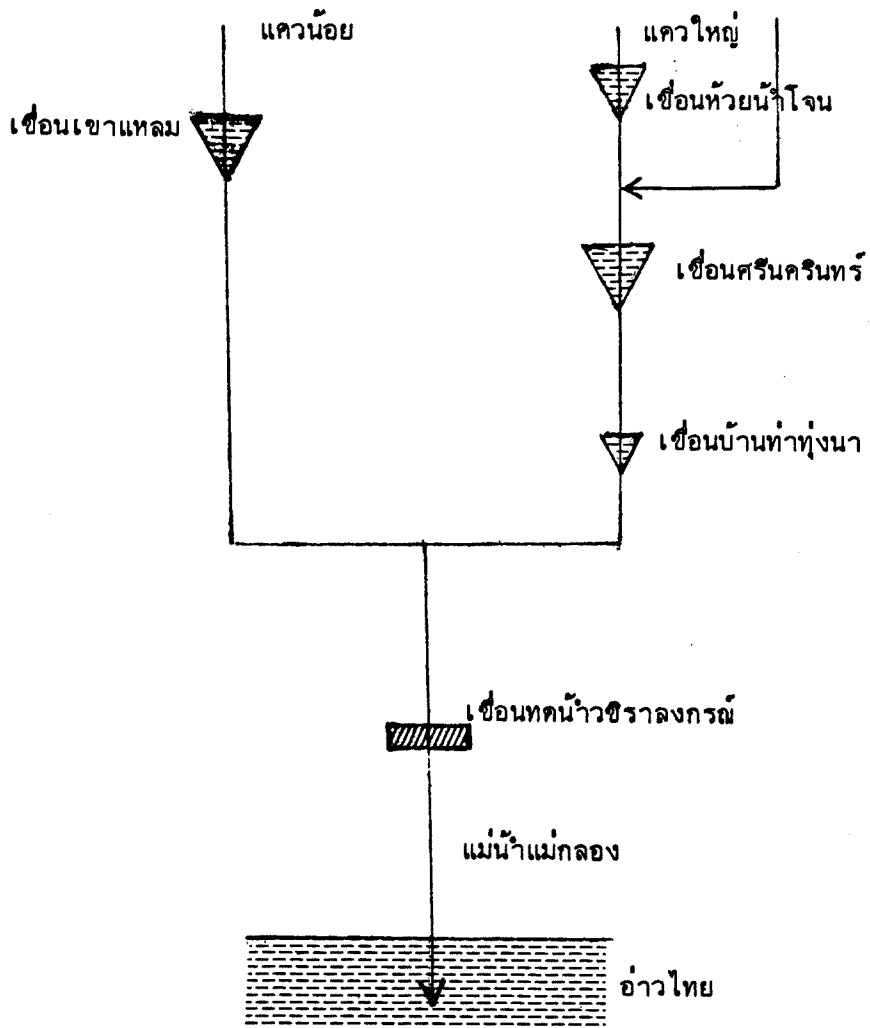 แควน้อย
แควใหญ่
เขื่อนห้วยน้ำโจน
เขื่อนเขาแหลม
เขื่อนศรีนครินทร์
เขื่อนบ้านท่าทุ่งนา
เขื่อนทดน้ำวชิราลงกรณ์
แม่น้ำแม่กลอง
อ่าวไทย